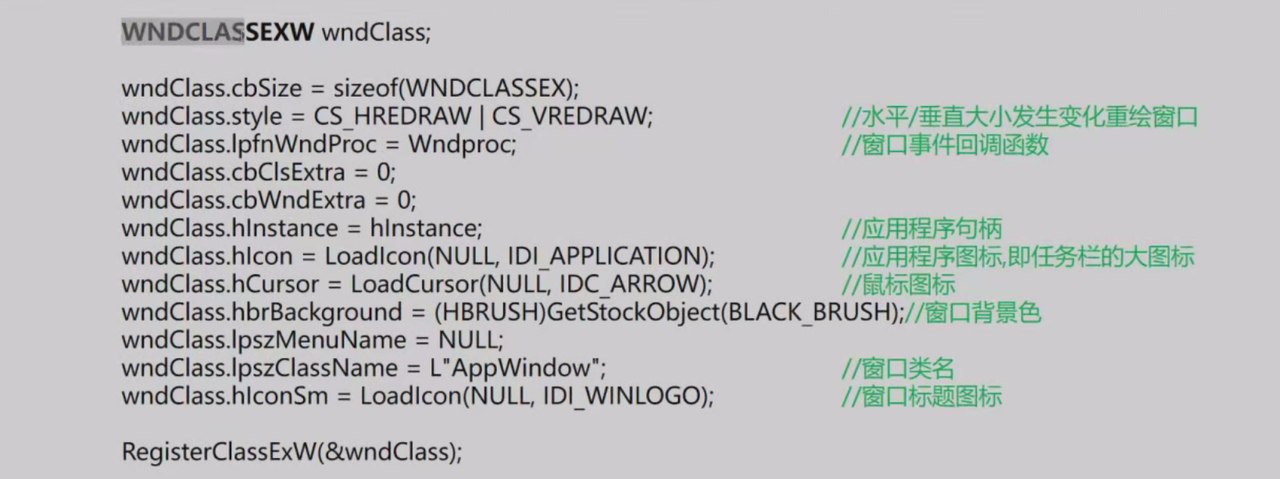 WNDCLASSEXW wndClass;
wndClass.cbSize = sizeof(WNDCLASSEX);
wndClass.style = CS_HREDRAW | CS_VREDRAW; //水平/垂直大小发生变化重绘窗口
wndClass.lpfnWndProc = Wndproc; //窗口事件回调函数
wndClass.cbClsExtra = 0;
wndClass.cbWndExtra = 0;
wndClass.hInstance = hInstance; //应用程序句柄
wndClass.hIcon = LoadIcon(NULL, IDI_APPLICATION); //应用程序图标,即任务栏的大图标
wndClass.hCursor = LoadCursor(NULL, IDC_ARROW); //鼠标图标
wndClass.hbrBackground = (HBRUSH)GetStockObject(BLACK_BRUSH);//窗口背景色
wndClass.lpszMenuName = NULL;
wndClass.lpszClassName = L"AppWindow"; //窗口类名
wndClass.hIconSm = LoadIcon(NULL, IDI_WINLOGO); //窗口标题图标
RegisterClassExW(&wndClass);